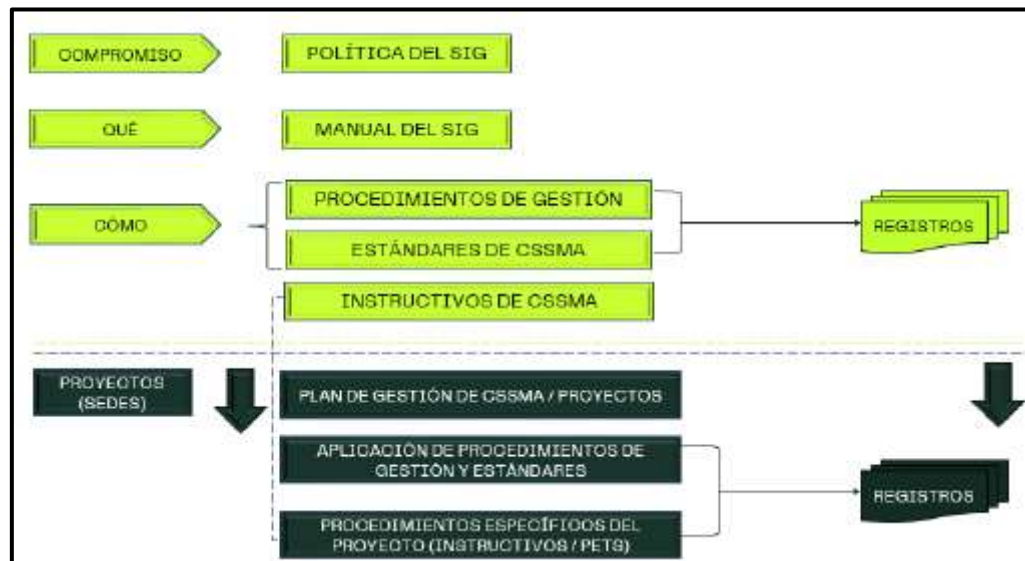 COMPROMISO
POLÍTICA DEL SIG
QUÉ
MANUAL DEL SIG
CÓMO
PROCEDIMIENTOS DE GESTIÓN
ESTÁNDARES DE CSSMA
INSTRUCTIVOS DE CSSMA
REGISTROS
PROYECTOS
(SEDES)
PLAN DE GESTIÓN DE CSSMA / PROYECTOS
APLICACIÓN DE PROCEDIMIENTOS DE
GESTIÓN Y ESTÁNDARES
PROCEDIMIENTOS ESPECÍFICOS DEL
PROYECTO (INSTRUCTIVOS / PETS)
REGISTROS